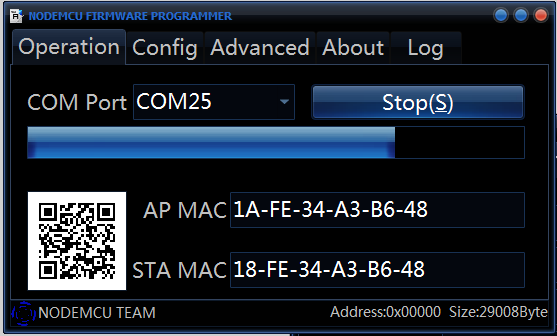 NODEMCU FIRMWARE PROGRAMMER
Operation Config Advanced About Log
COM Port COM25 Stop(S)
AP MAC 1A-FE-34-A3-B6-48
STA MAC 18-FE-34-A3-B6-48
NODEMCU TEAM Address:0x00000 Size:29008Byte